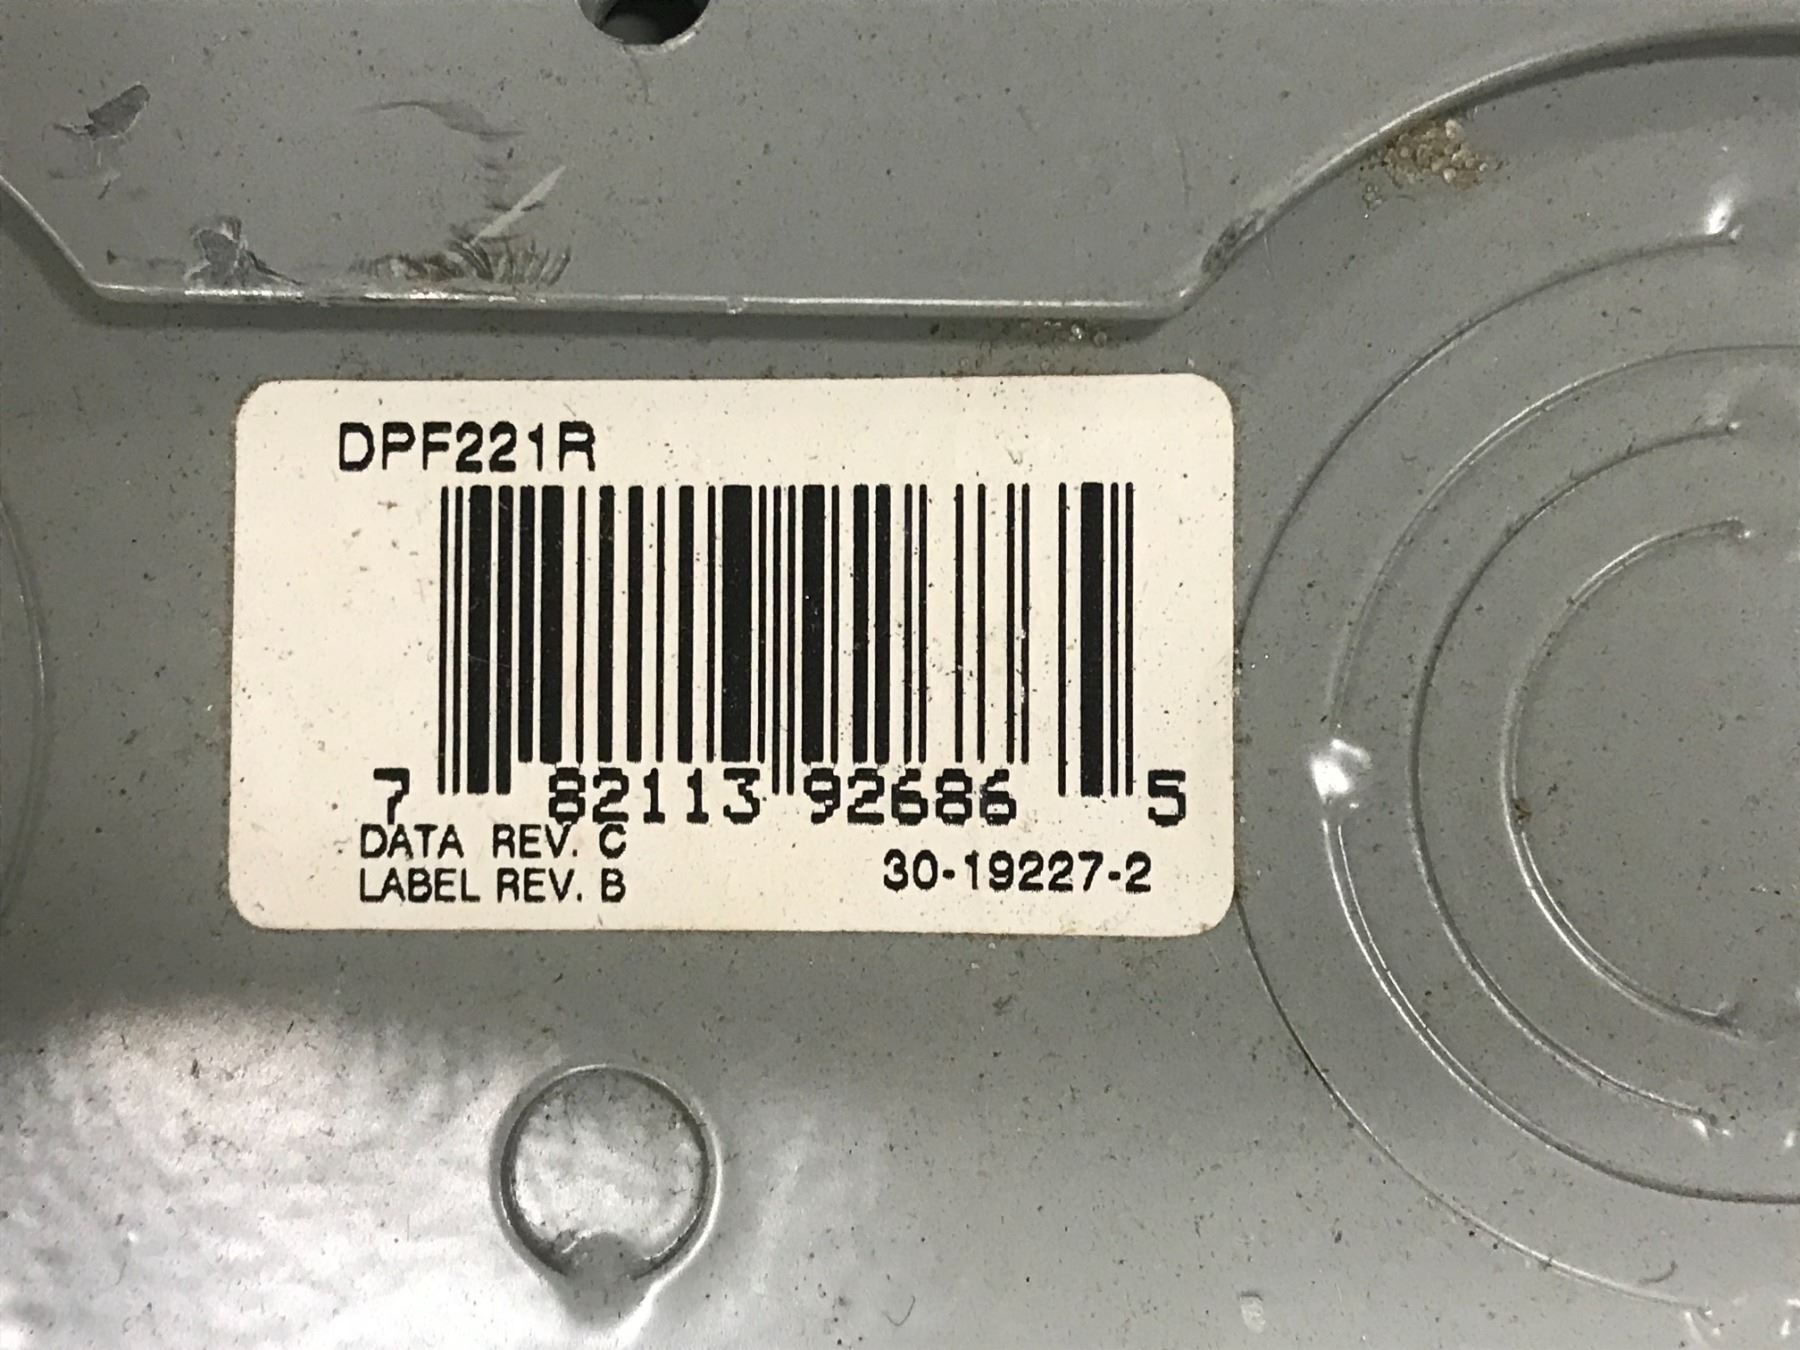 DPF221R
7 82113 92686 5
DATA REV. C
LABEL REV. B
30-19227-2